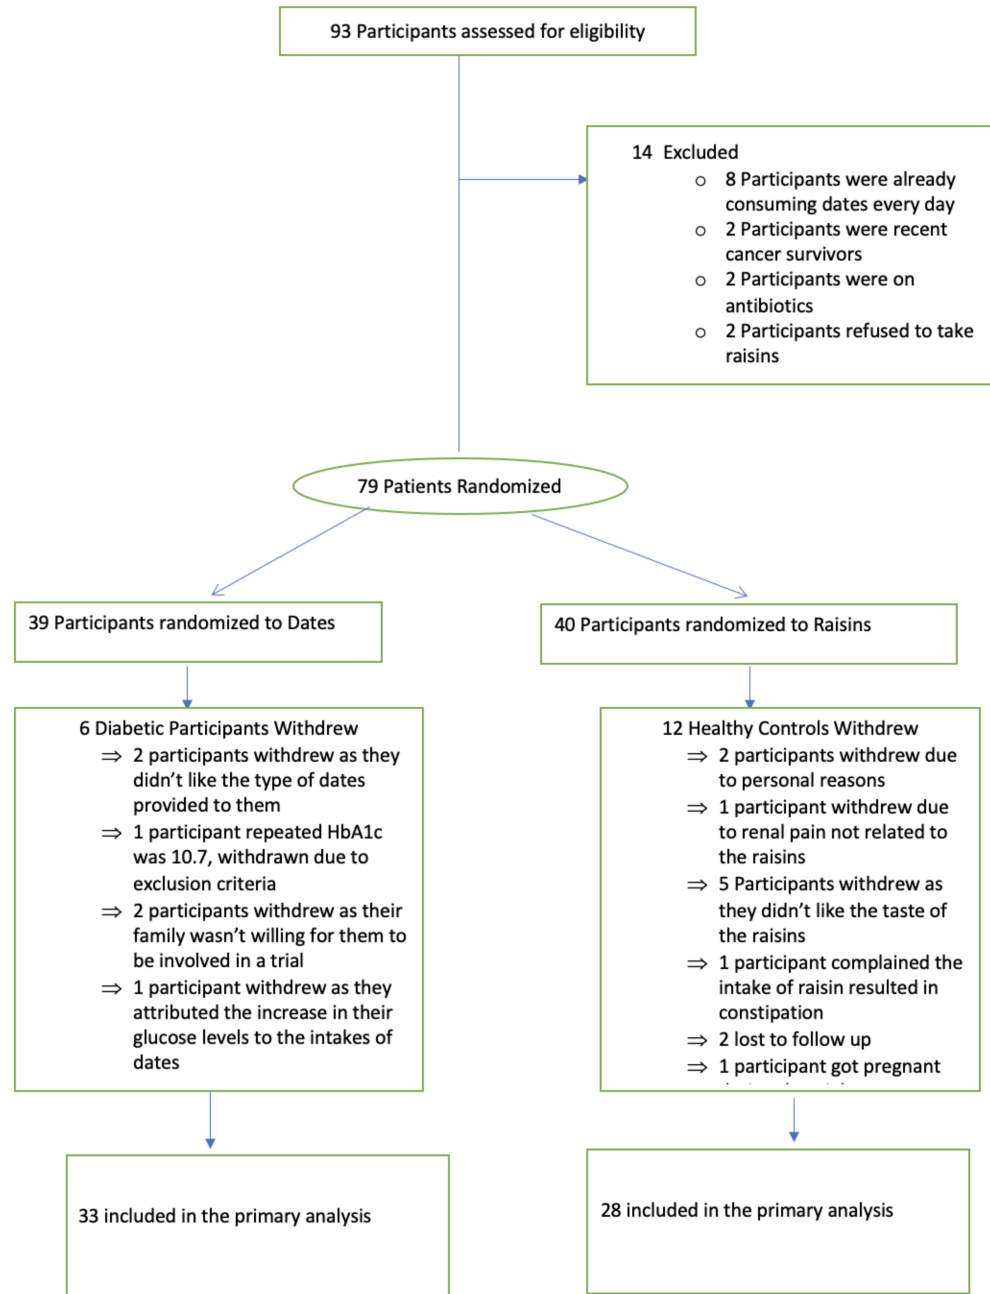 93 Participants assessed for eligibility
14 Excluded
o 8 Participants were already
consuming dates every day
o 2 Participants were recent
cancer survivors
o 2 Participants were on
antibiotics
o 2 Participants refused to take
raisins
79 Patients Randomized
39 Participants randomized to Dates
40 Participants randomized to Raisins
6 Diabetic Participants Withdrew
⇒ 2 participants withdrew as they
didn’t like the type of dates
provided to them
⇒ 1 participant repeated HbA1c
was 10.7, withdrawn due to
exclusion criteria
⇒ 2 participants withdrew as their
family wasn’t willing for them to
be involved in a trial
⇒ 1 participant withdrew as they
attributed the increase in their
glucose levels to the intakes of
dates
12 Healthy Controls Withdrew
⇒ 2 participants withdrew due
to personal reasons
⇒ 1 participant withdrew due
to renal pain not related to
the raisins
⇒ 5 Participants withdrew as
they didn’t like the taste of
the raisins
⇒ 1 participant complained the
intake of raisin resulted in
constipation
⇒ 2 lost to follow up
⇒ 1 participant got pregnant
33 included in the primary analysis
28 included in the primary analysis